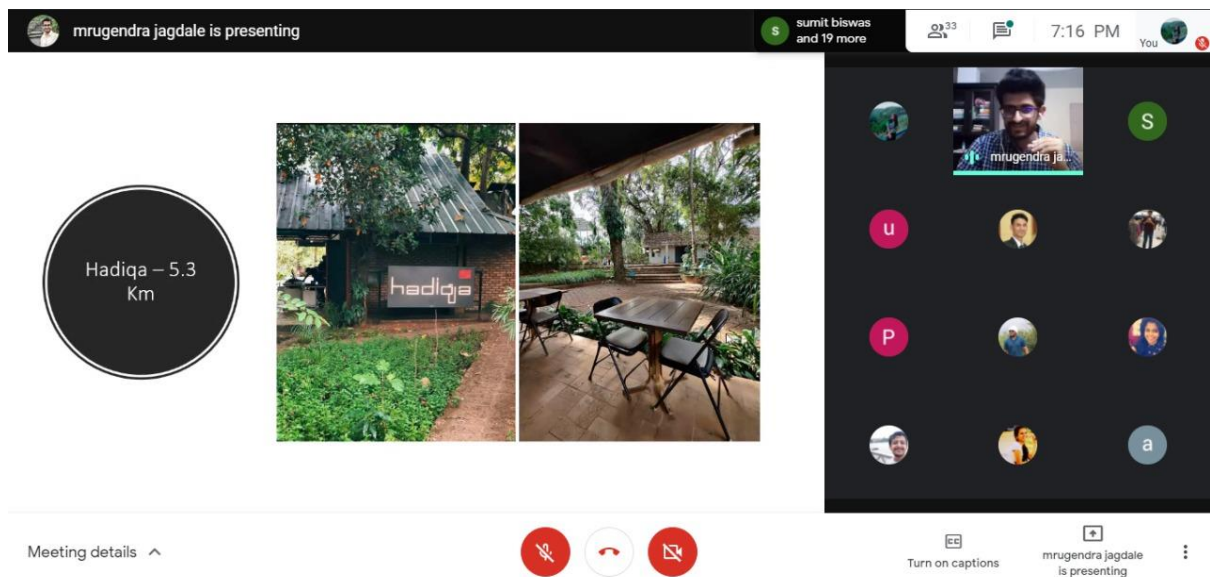 mrugendra jagdale is presenting
s
sumit biswas
and 19 more
33
7:16 PM
You
Hadiqa – 5.3
Km
hadiqa
mrugendra ja...
S
u
P
a
Meeting details
CC
Turn on captions
mrugendra jagdale
is presenting